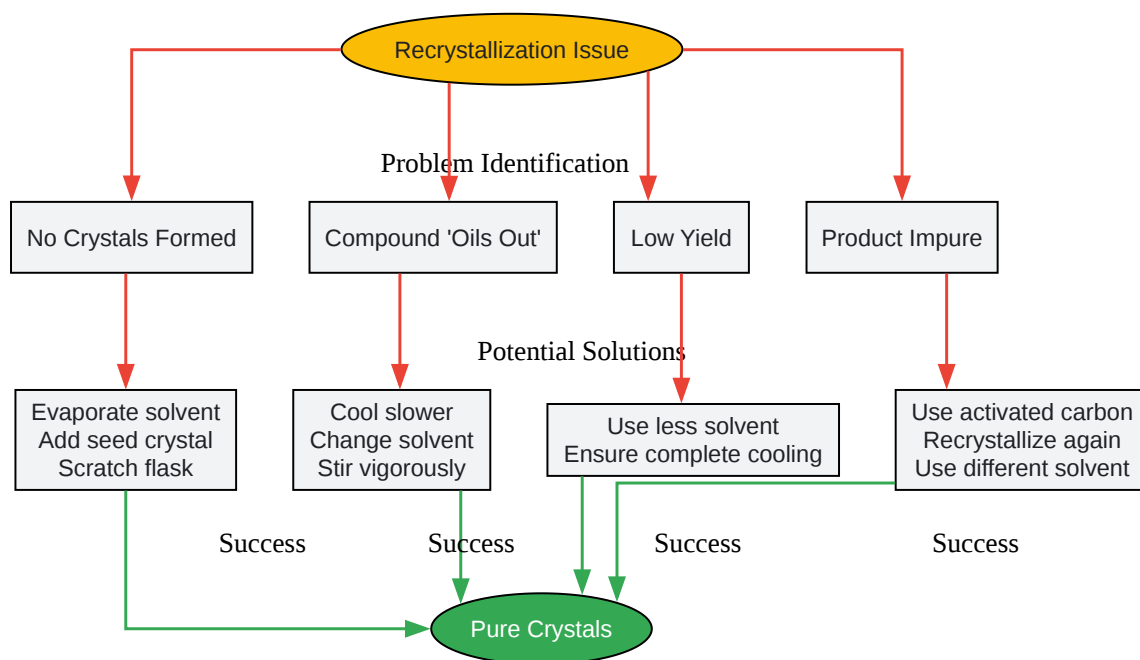 Recrystallization Issue
Problem Identification
No Crystals Formed
Compound 'Oils Out'
Low Yield
Product Impure
Potential Solutions
Evaporate solvent
Add seed crystal
Scratch flask
Cool slower
Change solvent
Stir vigorously
Use less solvent
Ensure complete cooling
Use activated carbon
Recrystallize again
Use different solvent
Success
Success
Success
Success
Pure Crystals